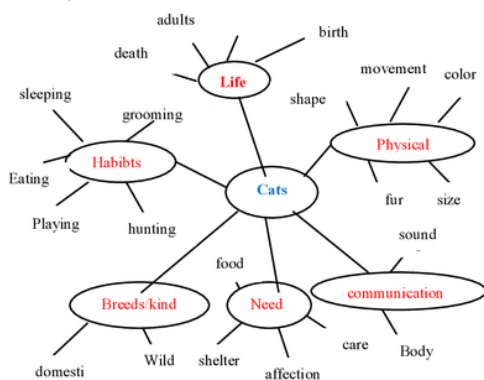 adults
birth
death
Life
movement
color
shape
sleeping
grooming
Physical
Habibts
Cats
Eating
fur
size
Playing
hunting
sound
food
communication
Breeds/kind
Need
care
Body
domesti
Wild
shelter
affection